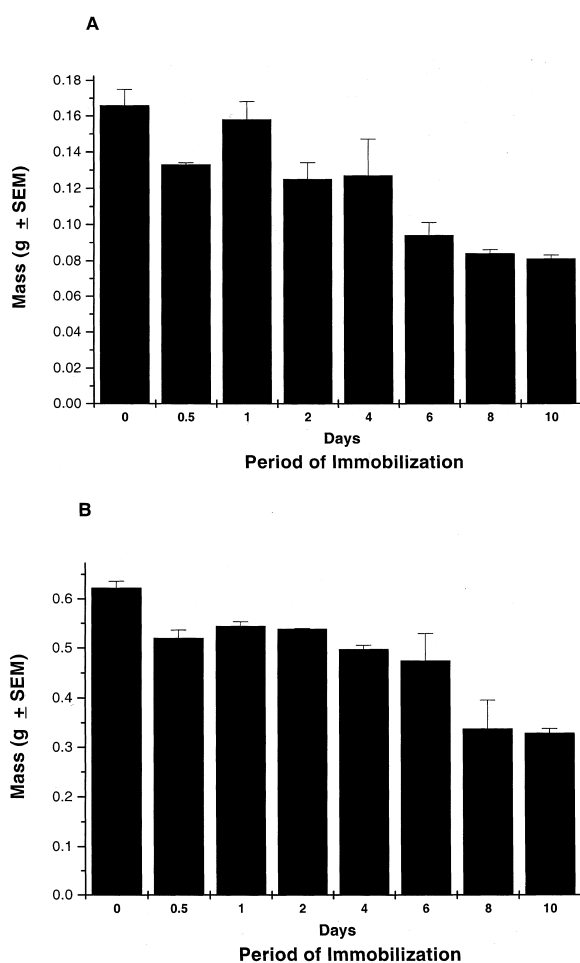 A
Mass (g ± SEM)
0.18
0.16
0.14
0.12
0.10
0.08
0.06
0.04
0.02
0.00
0 0.5 1 2 4 6 8 10
Days
Period of Immobilization
B
Mass (g ± SEM)
0.6
0.5
0.4
0.3
0.2
0.1
0.0
0 0.5 1 2 4 6 8 10
Days
Period of Immobilization